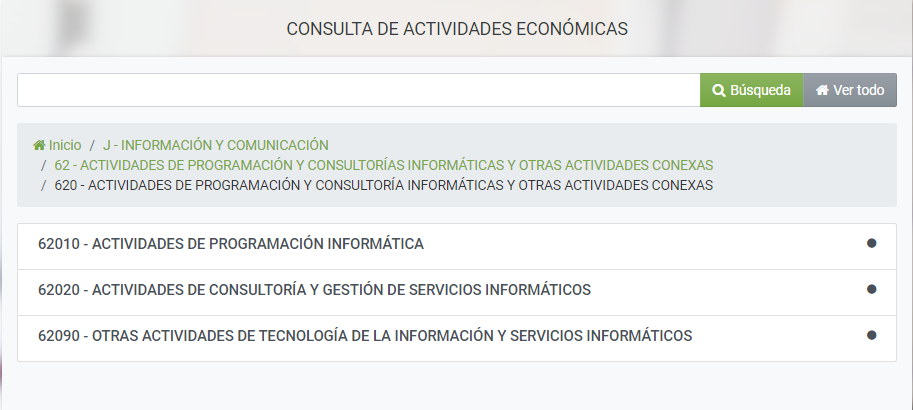 CONSULTA DE ACTIVIDADES ECONÓMICAS
Búsqueda
Ver todo
Inicio / J - INFORMACIÓN Y COMUNICACIÓN
/ 62 - ACTIVIDADES DE PROGRAMACIÓN Y CONSULTORÍAS INFORMÁTICAS Y OTRAS ACTIVIDADES CONEXAS
/ 620 - ACTIVIDADES DE PROGRAMACIÓN Y CONSULTORÍA INFORMÁTICAS Y OTRAS ACTIVIDADES CONEXAS
62010 - ACTIVIDADES DE PROGRAMACIÓN INFORMÁTICA
62020 - ACTIVIDADES DE CONSULTORÍA Y GESTIÓN DE SERVICIOS INFORMÁTICOS
62090 - OTRAS ACTIVIDADES DE TECNOLOGÍA DE LA INFORMACIÓN Y SERVICIOS INFORMÁTICOS